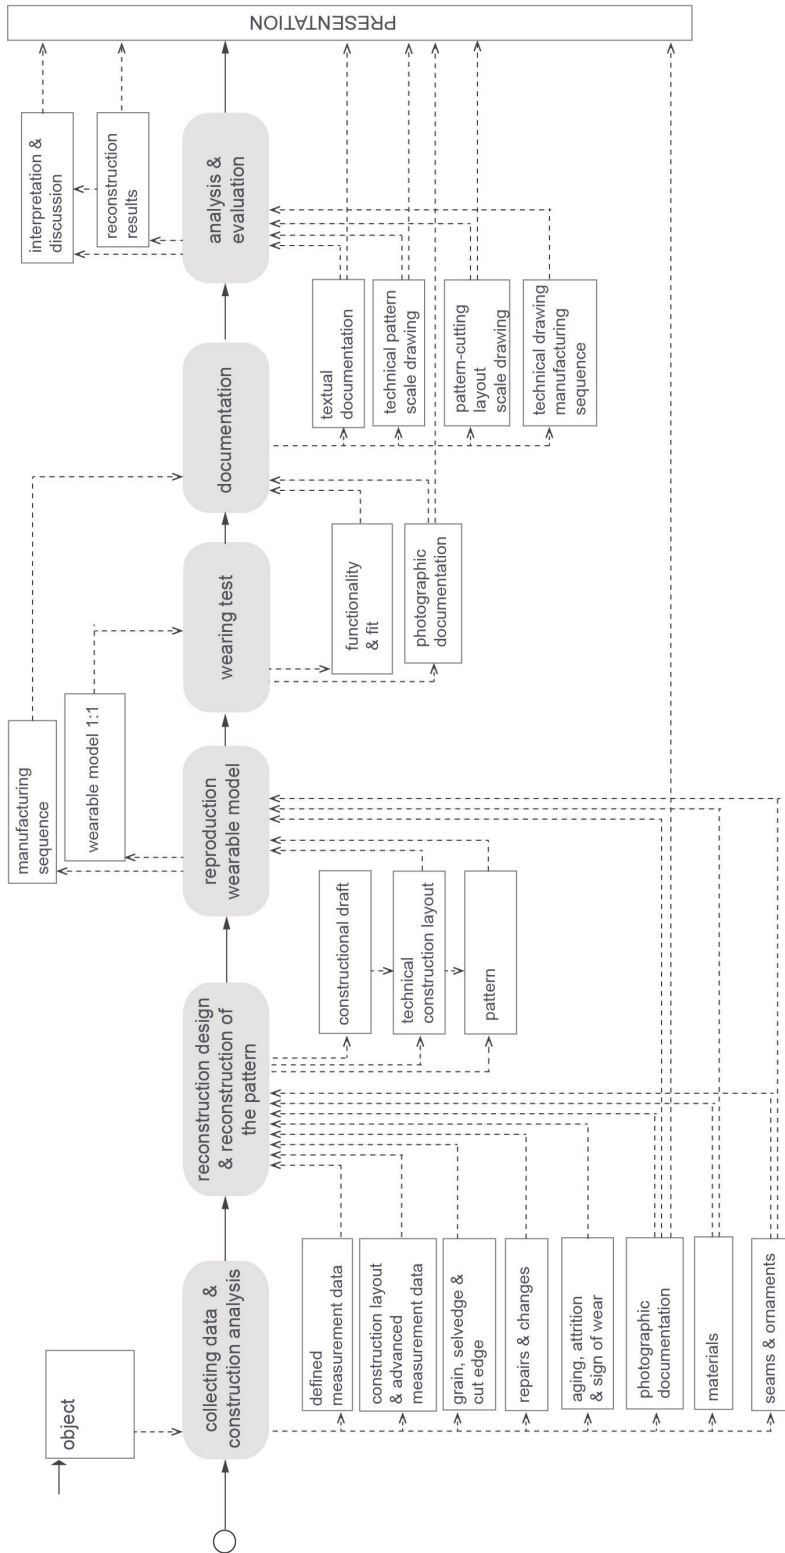 object
collecting data &
construction analysis
defined
measurement data
construction layout
& advanced
measurement data
grain, selvedge &
cut edge
repairs & changes
aging, attrition
& sign of wear
photographic
documentation
materials
seams & ornaments
reconstruction design
& reconstruction of
the pattern
constructional draft
technical
construction layout
pattern
manufacturing
sequence
wearable model 1:1
reproduction
wearable model
wearing test
functionality
& fit
photographic
documentation
documentation
textual
documentation
technical pattern
scale drawing
pattern-cutting
layout
scale drawing
technical drawing
manufacturing
sequence
interpretation &
discussion
reconstruction
results
analysis &
evaluation
PRESENTATION